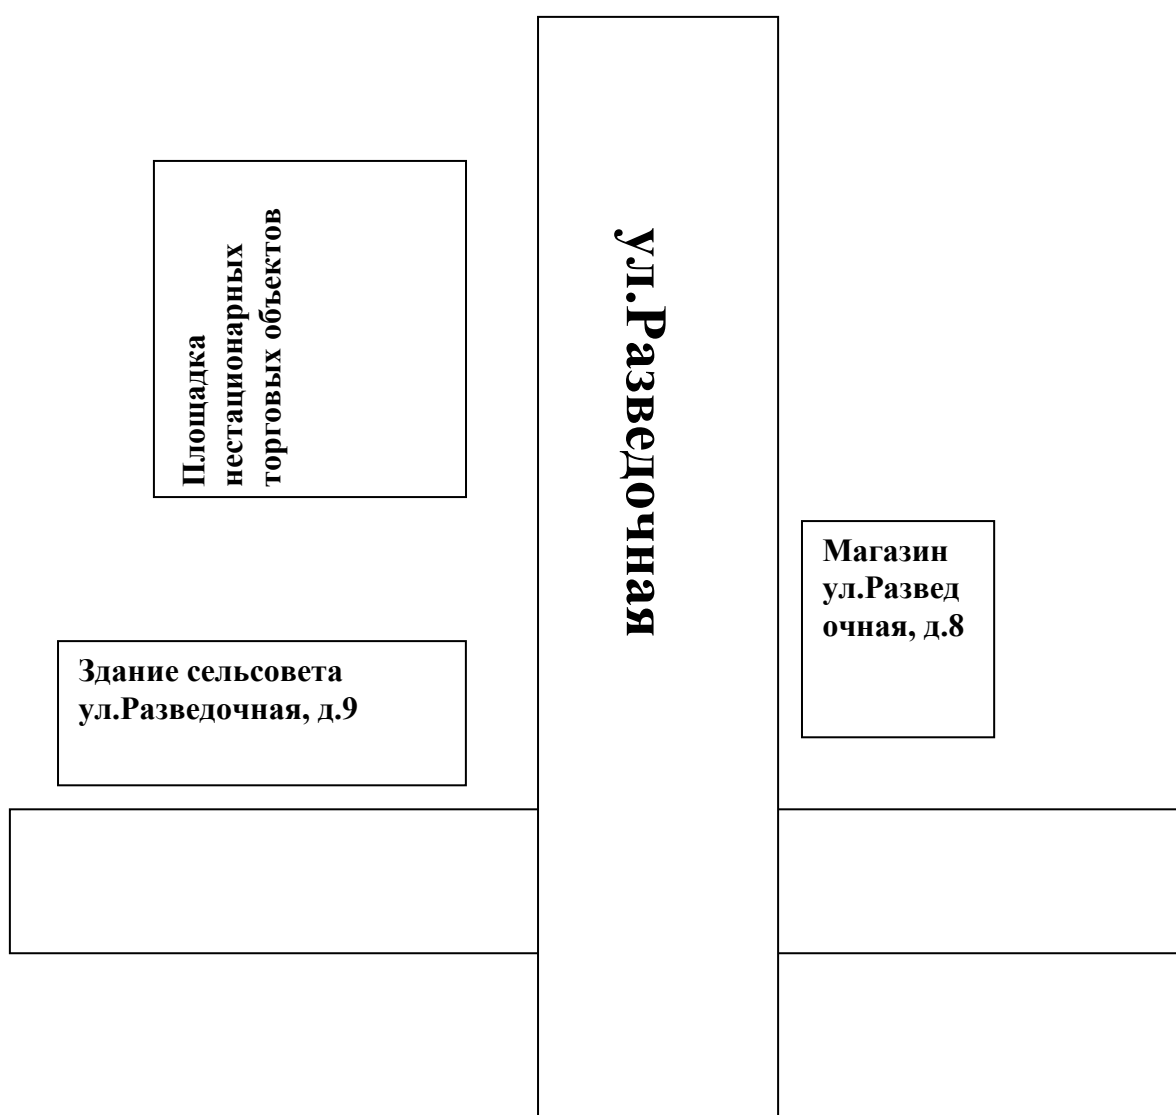 Площадка
нестационарных
торговых объектов
ул.Разведочная
Магазин
ул.Развед
очная, д.8
Здание сельсовета
ул.Разведочная, д.9